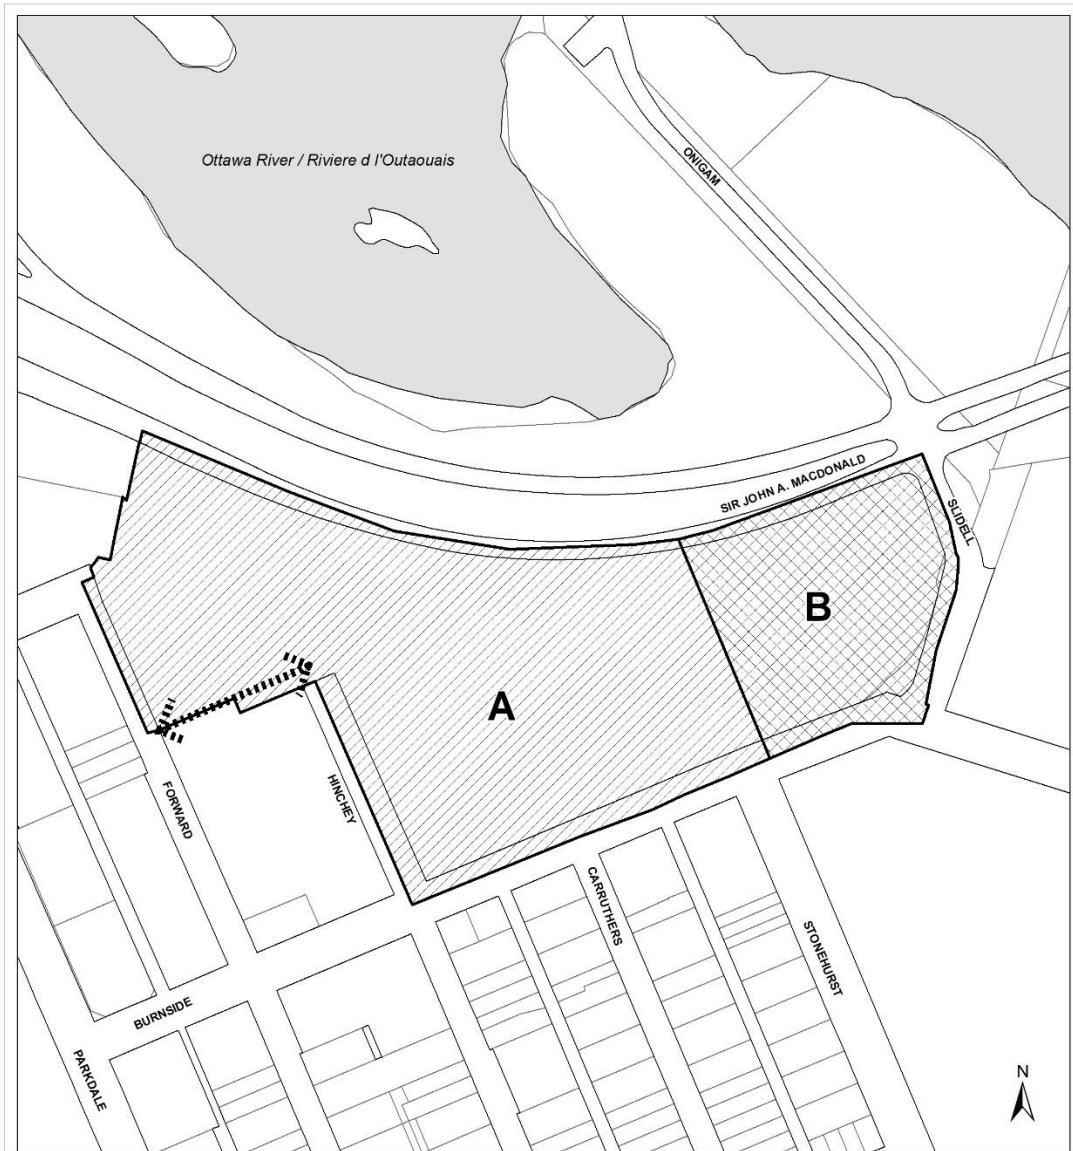 Ottawa River / Riviere d l'Outaouais
ONIGAM
SIR JOHN A. MACDONALD
SLIDELL
B
A
HINCHEY
FORWARD
CARRUTHERS
STONEHURST
BURNSIDE
PARKDALE
N